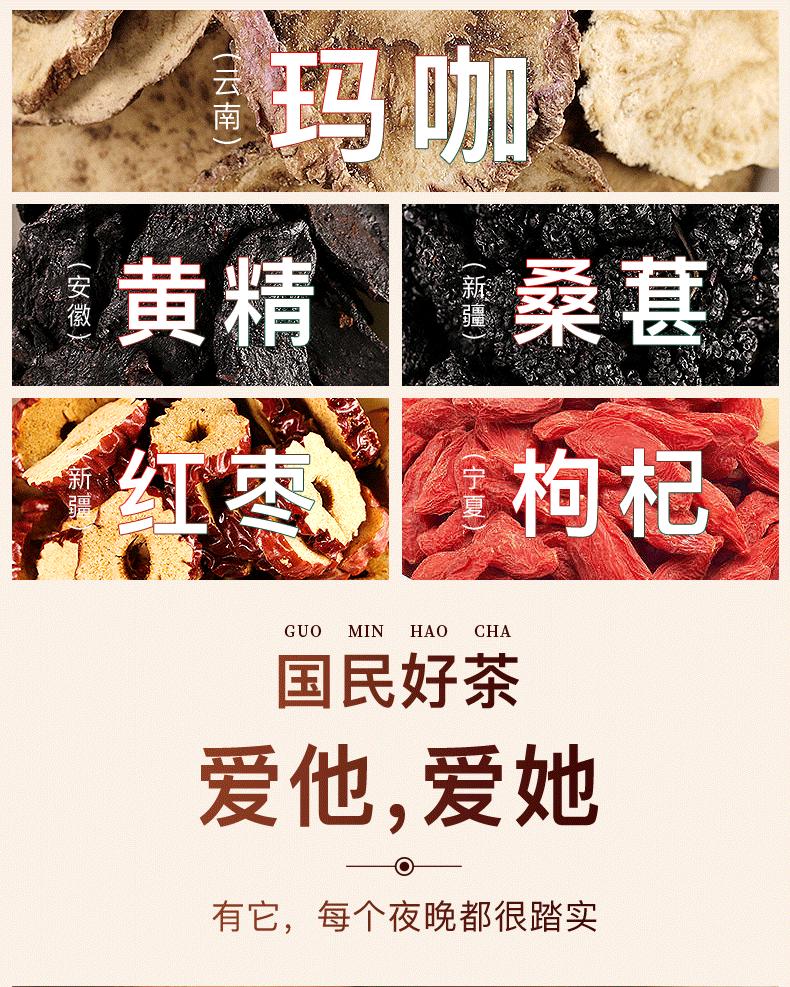 (云南)
玛咖
(安徽)
黄精
(新疆)
桑葚
(新疆)
红枣
(宁夏)
枸杞
GUO MIN HAO CHA
国民好茶
爱他,爱她
有它，每个夜晚都很踏实